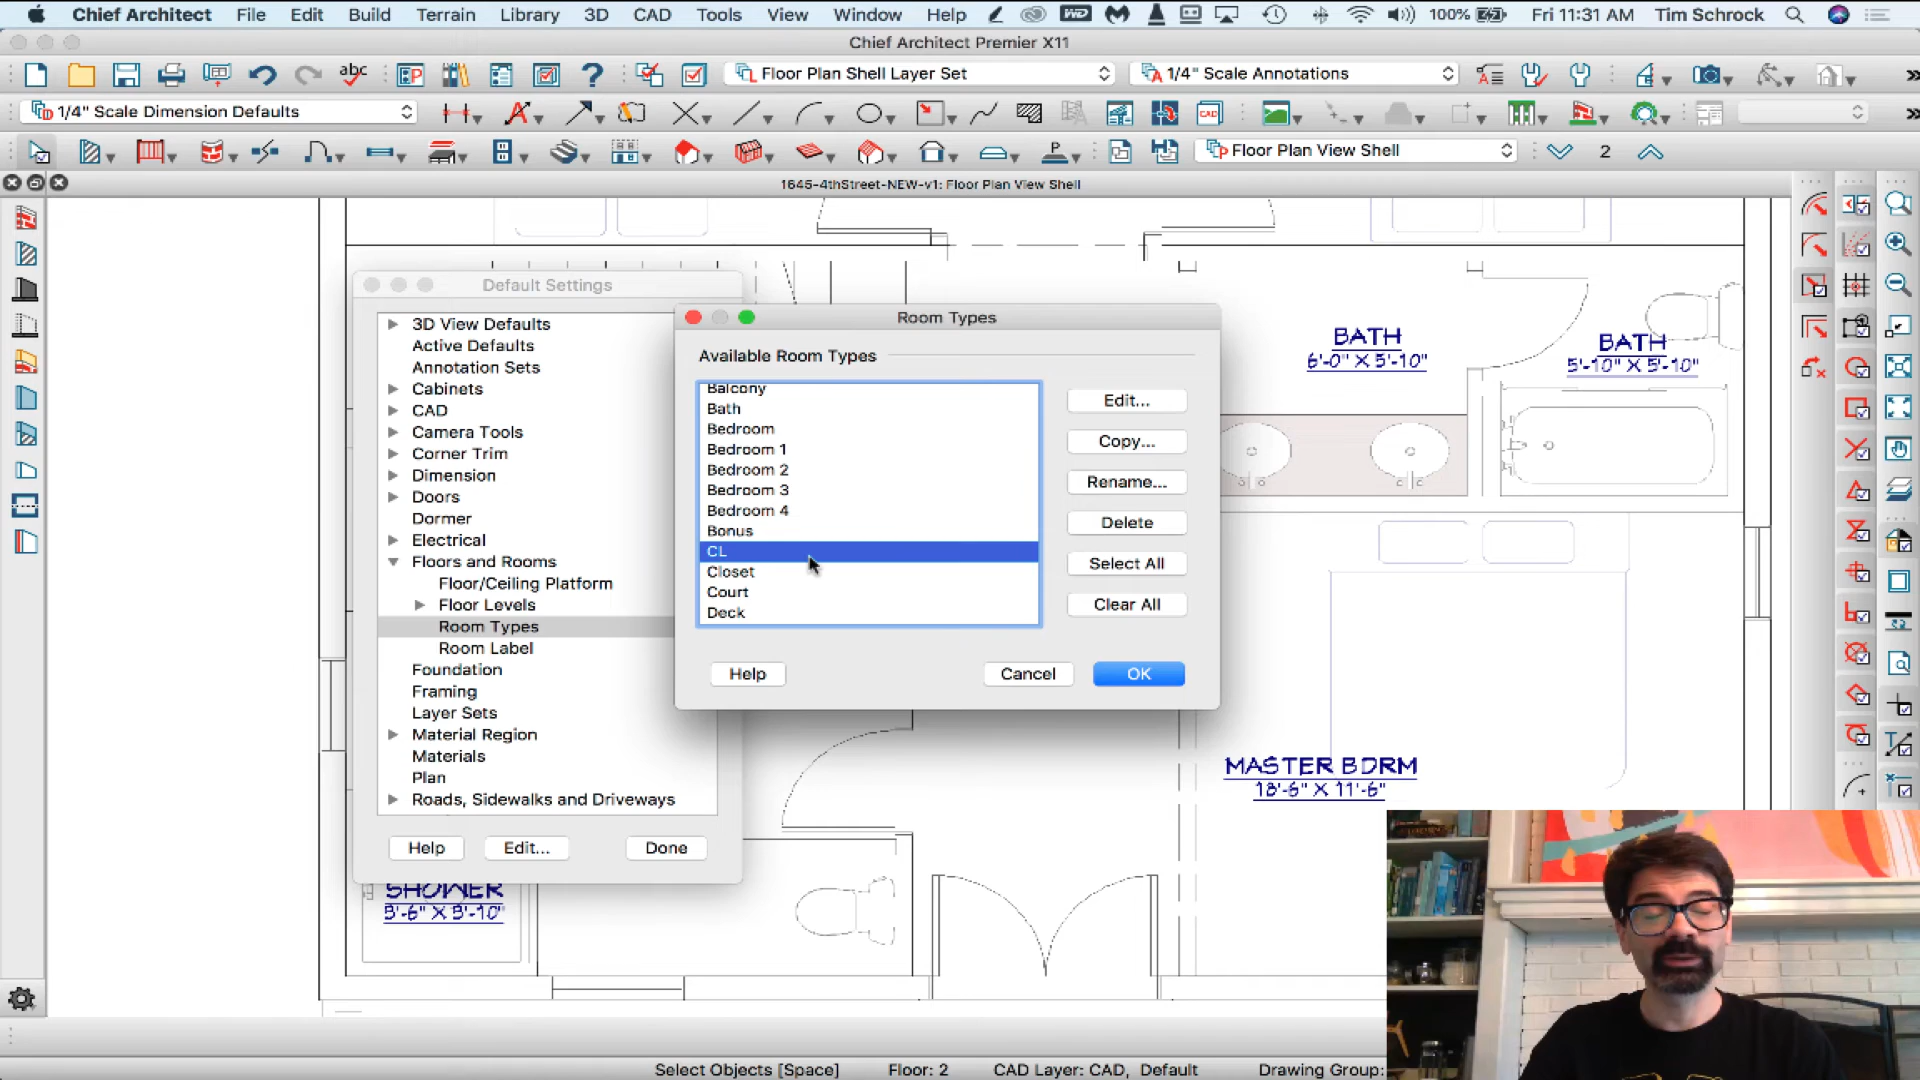 Chief Architect File Edit Build Terrain Library 3D CAD Tools View Window Help 100% Fri 11:31 AM Tim Schrock
Chief Architect Premier X11
abc ? Floor Plan Shell Layer Set 1/4" Scale Annotations
1/4" Scale Dimension Defaults
Floor Plan View Shell 2
1645-4thStreet-NEW-v1: Floor Plan View Shell
Default Settings
3D View Defaults
Active Defaults
Annotation Sets
Cabinets
CAD
Camera Tools
Corner Trim
Dimension
Doors
Dormer
Electrical
Floors and Rooms
Floor/Ceiling Platform
Floor Levels
Room Types
Room Label
Foundation
Framing
Layer Sets
Material Region
Materials
Plan
Roads, Sidewalks and Driveways
Help Edit... Done
Room Types
Available Room Types
Balcony
Bath
Bedroom
Bedroom 1
Bedroom 2
Bedroom 3
Bedroom 4
Bonus
CL
Closet
Court
Deck
Edit...
Copy...
Rename...
Delete
Select All
Clear All
Help Cancel OK
BATH
6'-0" X 5'-10"
BATH
5'-10" X 5'-10"
MASTER BDRM
18'-6" X 11'-6"
SHOWER
3'-6" X 3'-10"
Select Objects [Space] Floor: 2 CAD Layer: CAD, Default Drawing Group: